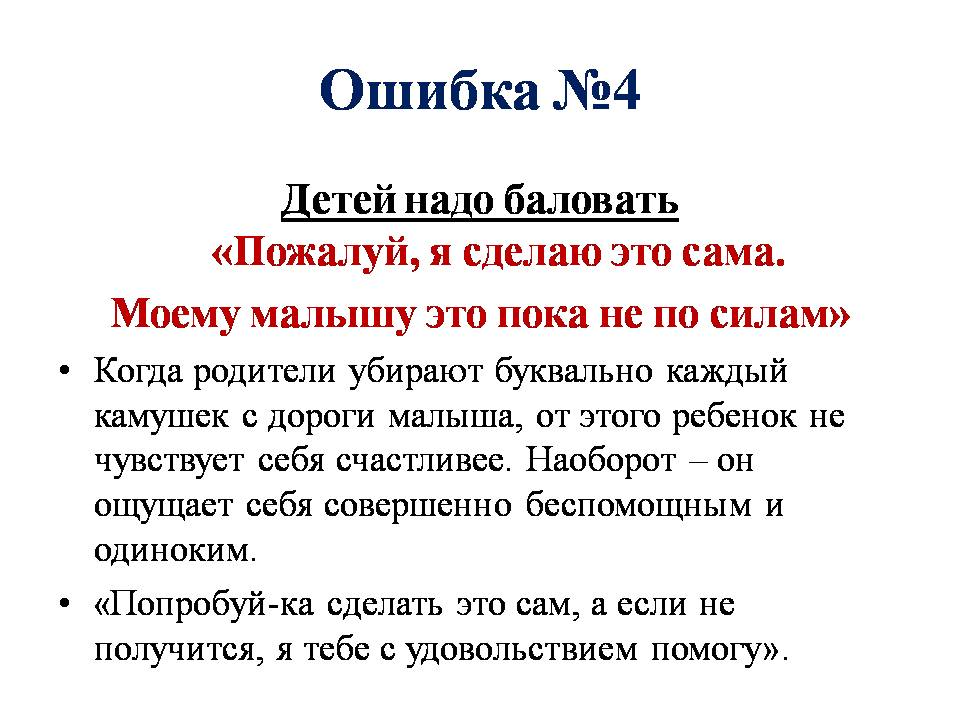 Ошибка №4
Детей надо баловать
«Пожалуй, я сделаю это сама.
Моему малышу это пока не по силам»
• Когда родители убирают буквально каждый
камушек с дороги малыша, от этого ребенок не
чувствует себя счастливее. Наоборот – он
ощущает себя совершенно беспомощным и
одиноким.
• «Попробуй-ка сделать это сам, а если не
получится, я тебе с удовольствием помогу».